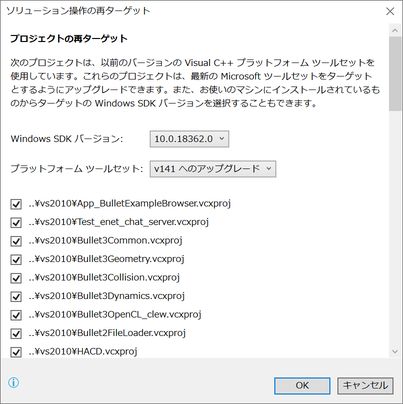 ソリューション操作の再ターゲット
プロジェクトの再ターゲット
次のプロジェクトは、以前のバージョンの Visual C++ プラットフォーム ツールセットを
使用しています。これらのプロジェクトは、最新の Microsoft ツールセットをターゲット
とするようにアップグレードできます。また、お使いのマシンにインストールされているも
のからターゲットの Windows SDK バージョンを選択することもできます。
Windows SDK バージョン: 10.0.18362.0
プラットフォーム ツールセット: v141 へのアップグレード
..¥vs2010¥App_BulletExampleBrowser.vcxproj
..¥vs2010¥Test_enet_chat_server.vcxproj
..¥vs2010¥Bullet3Common.vcxproj
..¥vs2010¥Bullet3Geometry.vcxproj
..¥vs2010¥Bullet3Collision.vcxproj
..¥vs2010¥Bullet3Dynamics.vcxproj
..¥vs2010¥Bullet3OpenCL_clew.vcxproj
..¥vs2010¥Bullet2FileLoader.vcxproj
..¥vs2010¥HACD.vcxproj
OK キャンセル